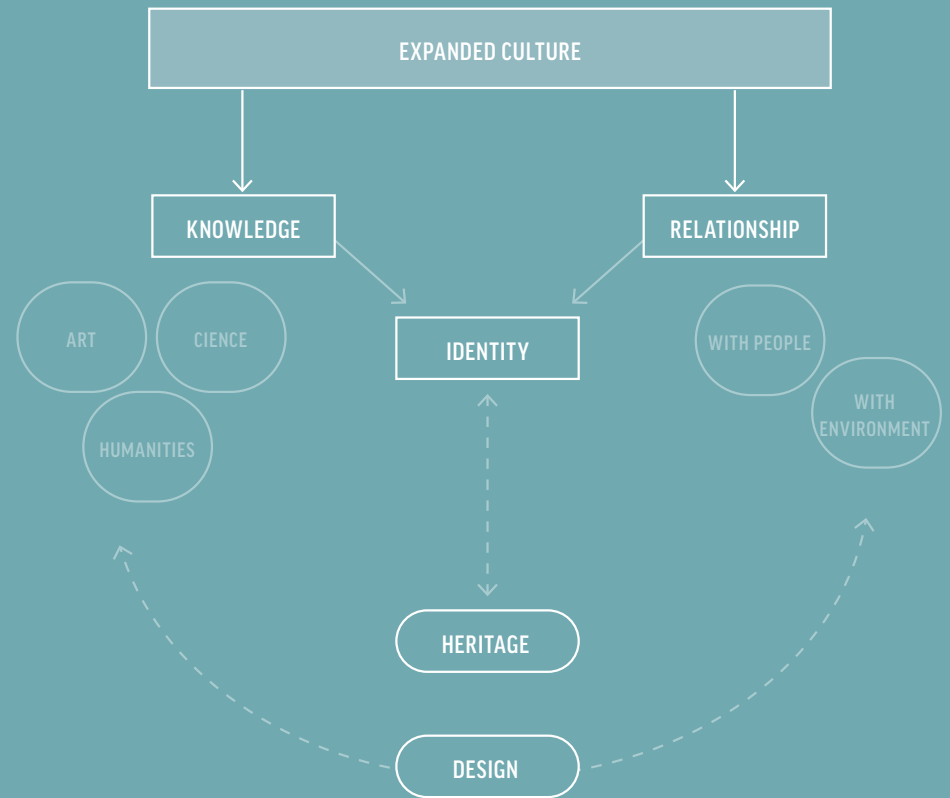 EXPANDED CULTURE
KNOWLEDGE
RELATIONSHIP
ART
CIENCE
HUMANITIES
IDENTITY
WITH PEOPLE
WITH
ENVIRONMENT
HERITAGE
DESIGN